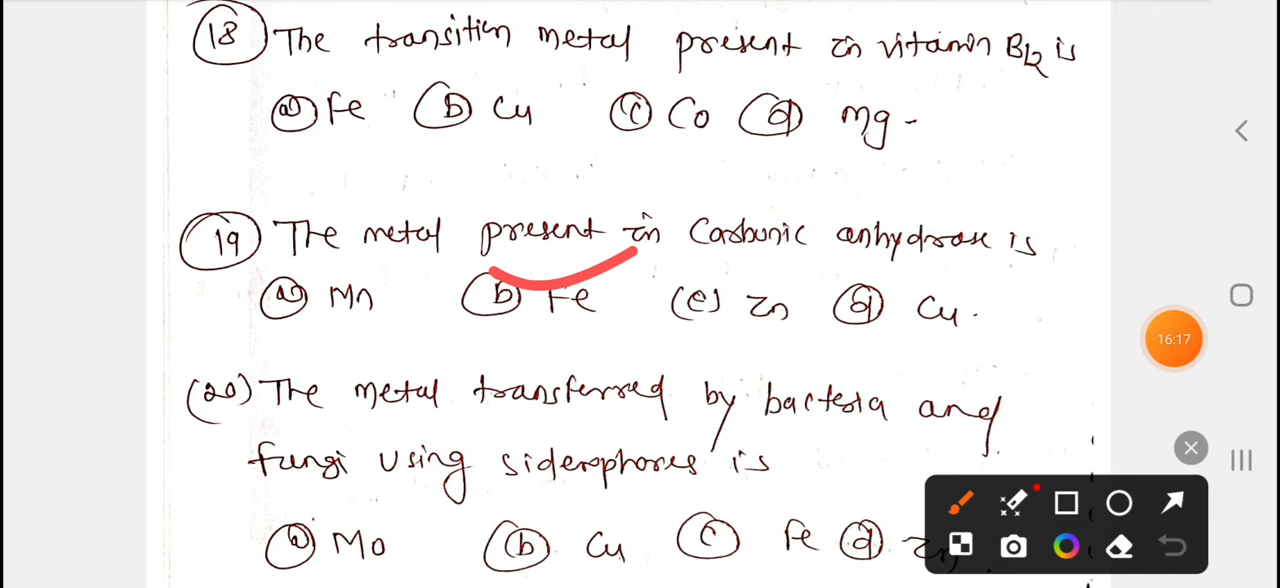 18 The transition metal present in vitamin B12 is
(a) Fe (b) Cu (c) Co (d) Mg -
19 The metal present in Carbonic anhydrase is
(a) Mn (b) Fe (c) Zn (d) Cu .
(20) The metal transferred by bacteria and
fungi using siderophores is
(a) Mo (b) Cu (c) Fe (d)
16:17